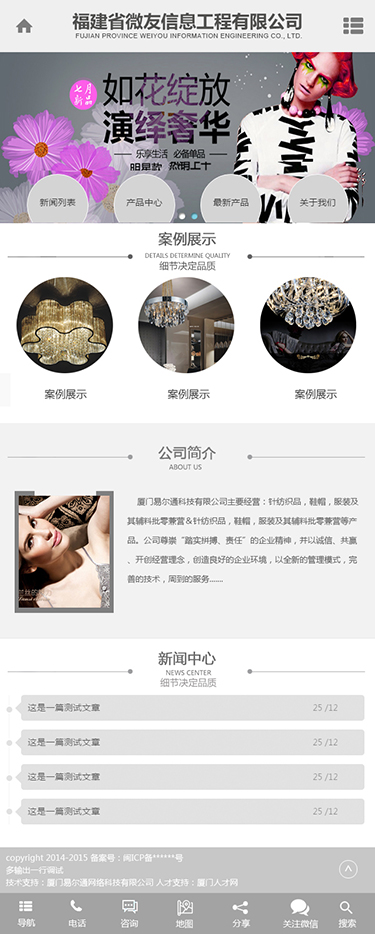 福建省微友信息工程有限公司
FUJIAN PROVINCE WEIYOU INFORMATION ENGINEERING CO., LTD.
七月
新品
如花绽放
演绎奢华
乐享生活 必备单品
新闻列表
产品中心
最新产品
关于我们
案例展示
DETAILS DETERMINE QUALITY
细节决定品质
案例展示
案例展示
案例展示
公司简介
ABOUT US
厦门易尔通科技有限公司主要经营：针纺织品，鞋帽，服装及
其辅料批零兼营＆针纺织品，鞋帽，服装及其辅料批零兼营等产
品。公司尊崇“踏实拼搏、责任”的企业精神，并以诚信、共赢
、开创经营理念，创造良好的企业环境，以全新的管理模式，完
善的技术，周到的服务.......
新闻中心
NEWS CENTER
细节决定品质
这是一篇测试文章 25 /12
这是一篇测试文章 25 /12
这是一篇测试文章 25 /12
这是一篇测试文章 25 /12
copyright 2014-2015 备案号：闽ICP备******号
多输出一行调试
技术支持：厦门易尔通网络科技有限公司 人才支持：厦门人才网
导航
电话
咨询
地图
分享
关注微信
搜索